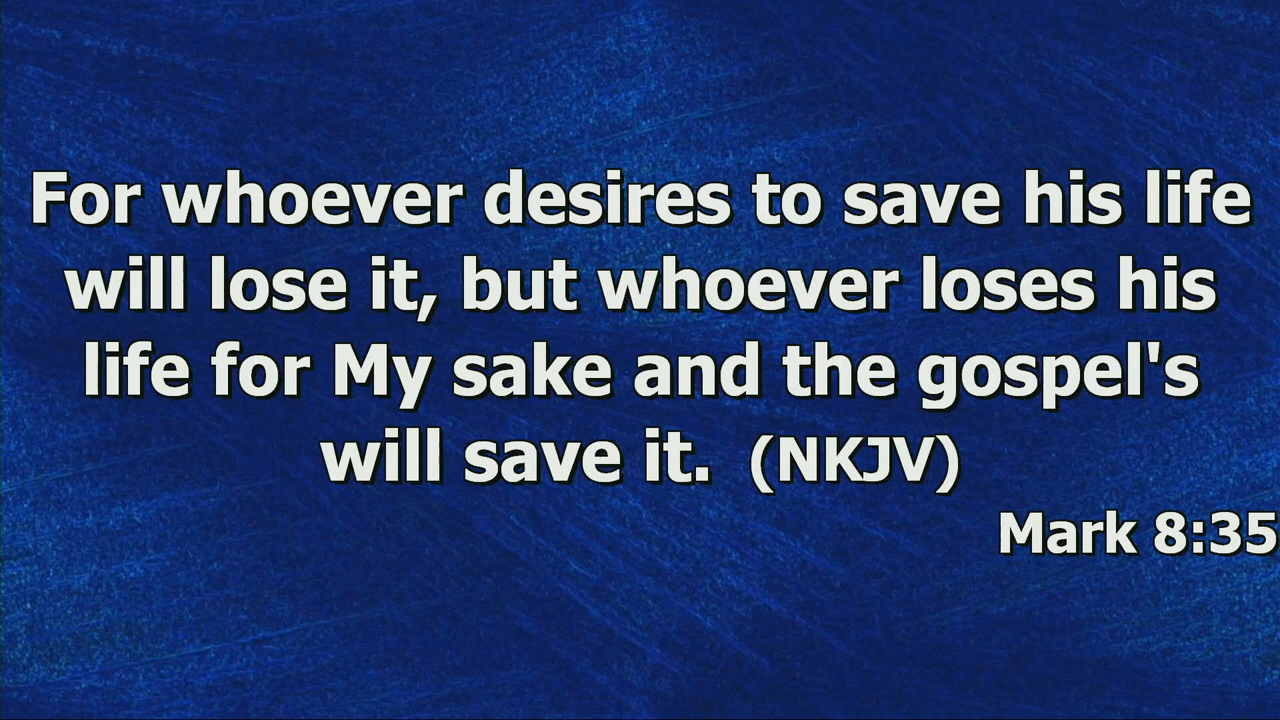 For whoever desires to save his life
will lose it, but whoever loses his
life for My sake and the gospel's
will save it.  (NKJV)
Mark 8:35